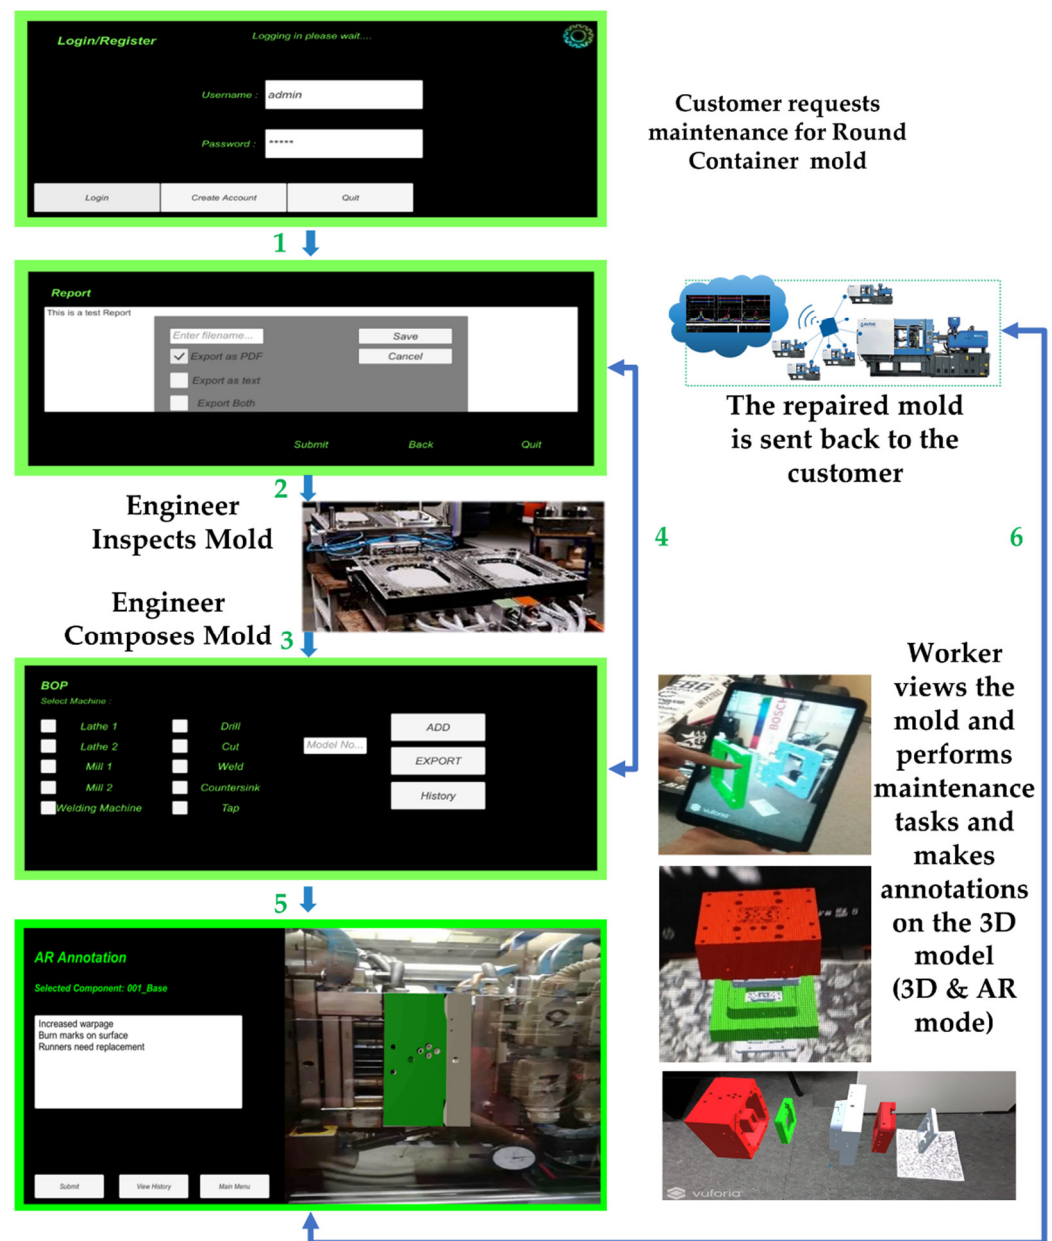 Login/Register
Logging in please wait....
Username :
admin
Password :
*****
Login
Create Account
Quit
Customer requests
maintenance for Round
Container mold
1
Report
This is a test Report
Enter filename...
Save
Export as PDF
Cancel
Export as text
Export Both
Submit
Back
Quit
The repaired mold
is sent back to the
customer
2
Engineer
Inspects Mold
4
6
Engineer
Composes Mold
3
BOP
Select Machine :
Lathe 1
Drill
Lathe 2
Cut
Mill 1
Weld
Mill 2
Countersink
Welding Machine
Tap
Model No...
ADD
EXPORT
History
BOSCH
vuforia
Worker
views the
mold and
performs
maintenance
tasks and
makes
annotations
on the 3D
model
(3D & AR
mode)
5
AR Annotation
Selected Component: 001_Base
Increased warpage
Burn marks on surface
Runners need replacement
Submit
View History
Main Menu
vuforia